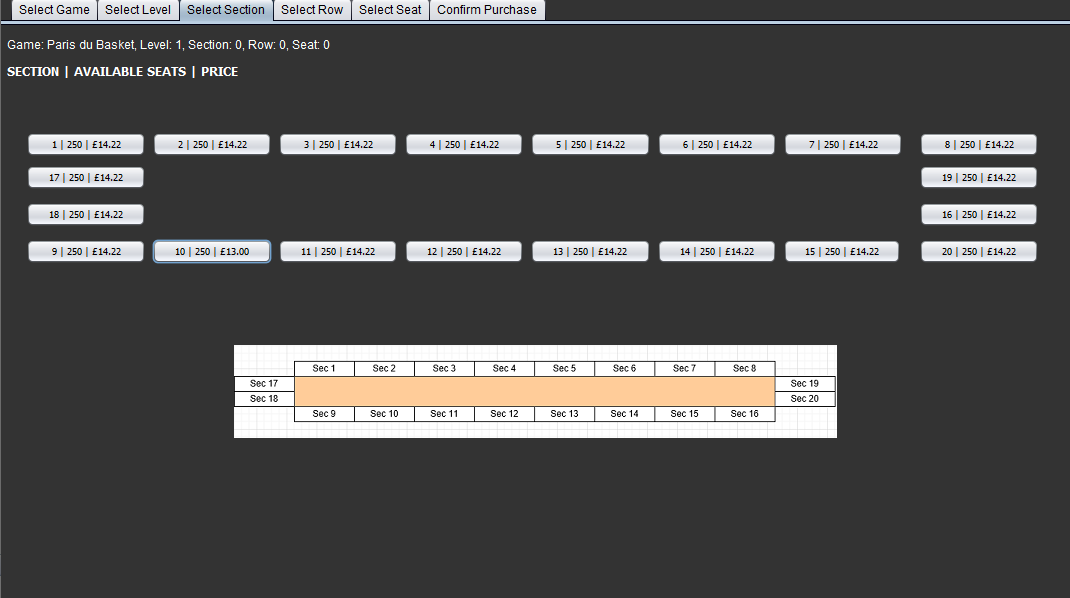 Select Game Select Level Select Section Select Row Select Seat Confirm Purchase
Game: Paris du Basket, Level: 1, Section: 0, Row: 0, Seat: 0
SECTION | AVAILABLE SEATS | PRICE
1 | 250 | £14.22 2 | 250 | £14.22 3 | 250 | £14.22 4 | 250 | £14.22 5 | 250 | £14.22 6 | 250 | £14.22 7 | 250 | £14.22 8 | 250 | £14.22
17 | 250 | £14.22 19 | 250 | £14.22
18 | 250 | £14.22 16 | 250 | £14.22
9 | 250 | £14.22 10 | 250 | £13.00 11 | 250 | £14.22 12 | 250 | £14.22 13 | 250 | £14.22 14 | 250 | £14.22 15 | 250 | £14.22 20 | 250 | £14.22
Sec 1 Sec 2 Sec 3 Sec 4 Sec 5 Sec 6 Sec 7 Sec 8
Sec 17 Sec 19
Sec 18 Sec 20
Sec 9 Sec 10 Sec 11 Sec 12 Sec 13 Sec 14 Sec 15 Sec 16